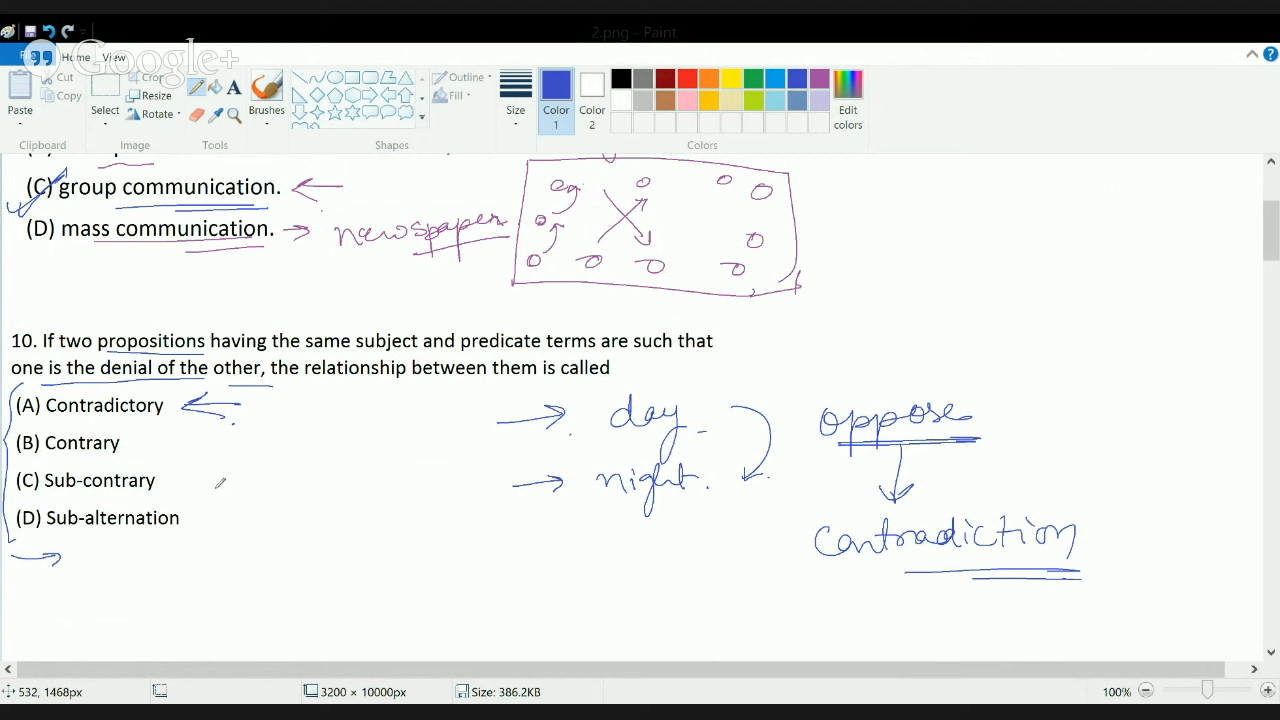 2.png - Paint
Google+
File Home View
Cut
Copy
Paste
Crop
Resize
Rotate
Select
Brushes
Outline
Fill
Size
Color 1
Color 2
Edit colors
Clipboard
Image
Tools
Shapes
Colors
(C) group communication.
(D) mass communication.
newspaper
10. If two propositions having the same subject and predicate terms are such that
one is the denial of the other, the relationship between them is called
(A) Contradictory
(B) Contrary
(C) Sub-contrary
(D) Sub-alternation
day
night.
oppose
Contradiction
532, 1468px
3200 × 10000px
Size: 386.2KB
100%